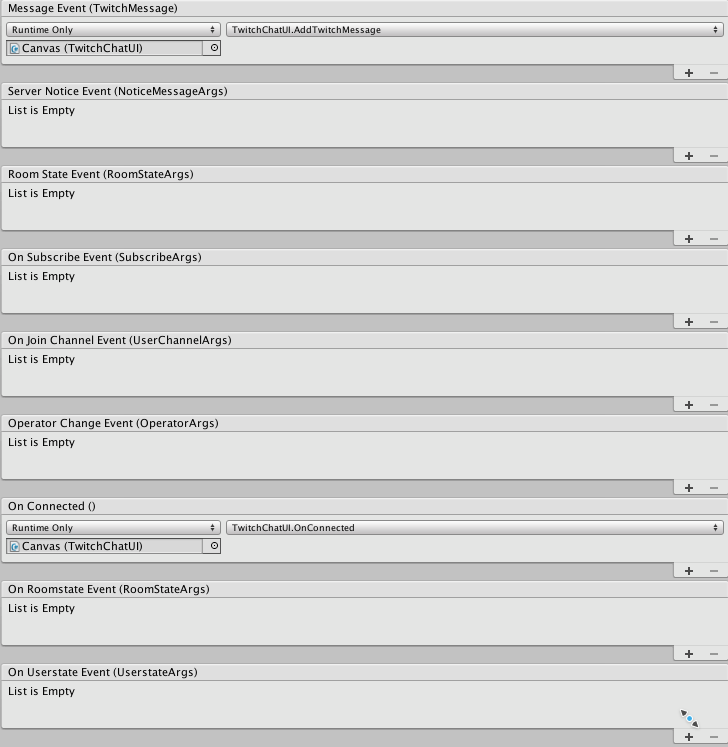 Message Event (TwitchMessage)
Runtime Only TwitchChatUI.AddTwitchMessage
Canvas (TwitchChatUI)
Server Notice Event (NoticeMessageArgs)
List is Empty
Room State Event (RoomStateArgs)
List is Empty
On Subscribe Event (SubscribeArgs)
List is Empty
On Join Channel Event (UserChannelArgs)
List is Empty
Operator Change Event (OperatorArgs)
List is Empty
On Connected ()
Runtime Only TwitchChatUI.OnConnected
Canvas (TwitchChatUI)
On Roomstate Event (RoomStateArgs)
List is Empty
On Userstate Event (UserstateArgs)
List is Empty